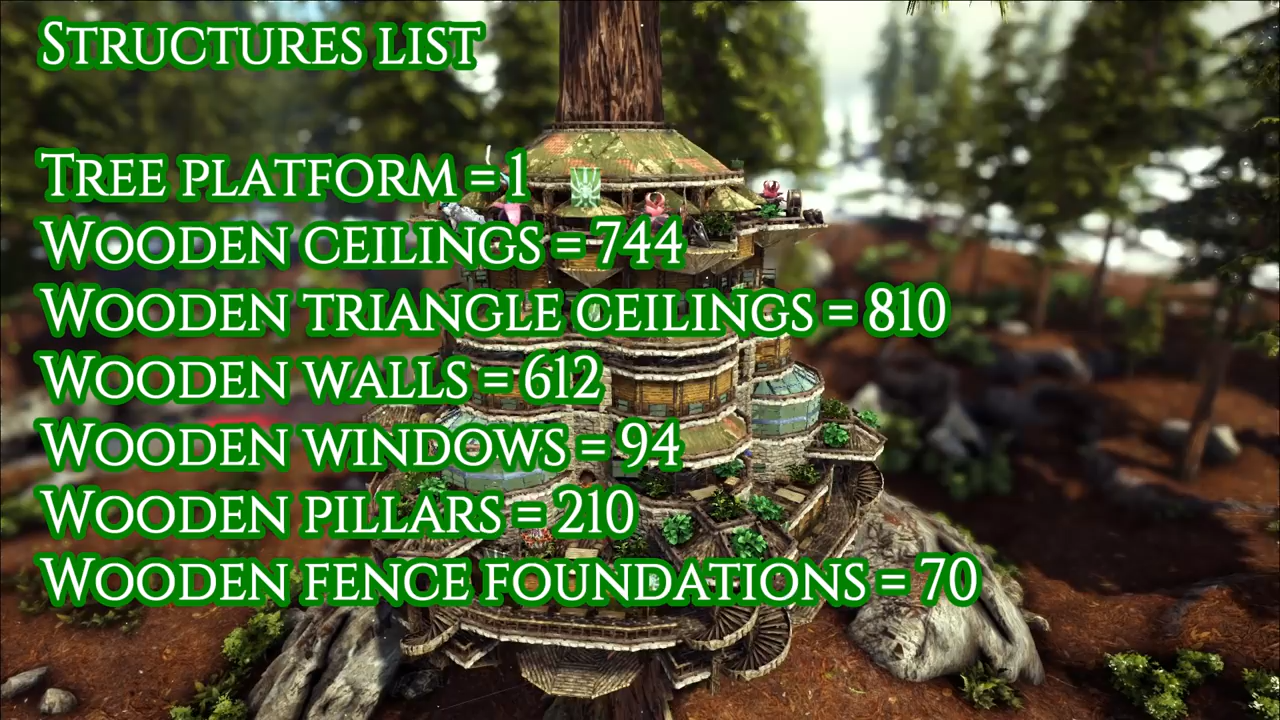 Structures list
Tree platform = 1
Wooden ceilings = 744
Wooden triangle ceilings = 810
Wooden walls = 612
Wooden windows = 94
Wooden pillars = 210
Wooden fence foundations = 70